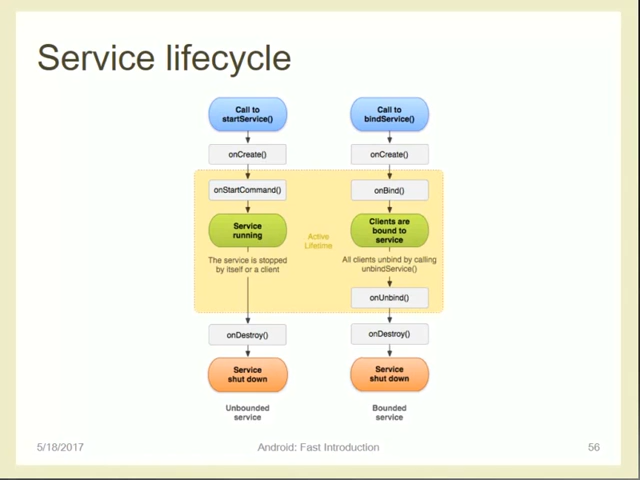 Service lifecycle
Call to
startService()
onCreate()
onStartCommand()
Service
running
The service is stopped
by itself or a client
onDestroy()
Service
shut down
Unbounded
service
Active
Lifetime
Call to
bindService()
onCreate()
onBind()
Clients are
bound to
service
All clients unbind by calling
unbindService()
onUnbind()
onDestroy()
Service
shut down
Bounded
service
5/18/2017
Android: Fast Introduction
56